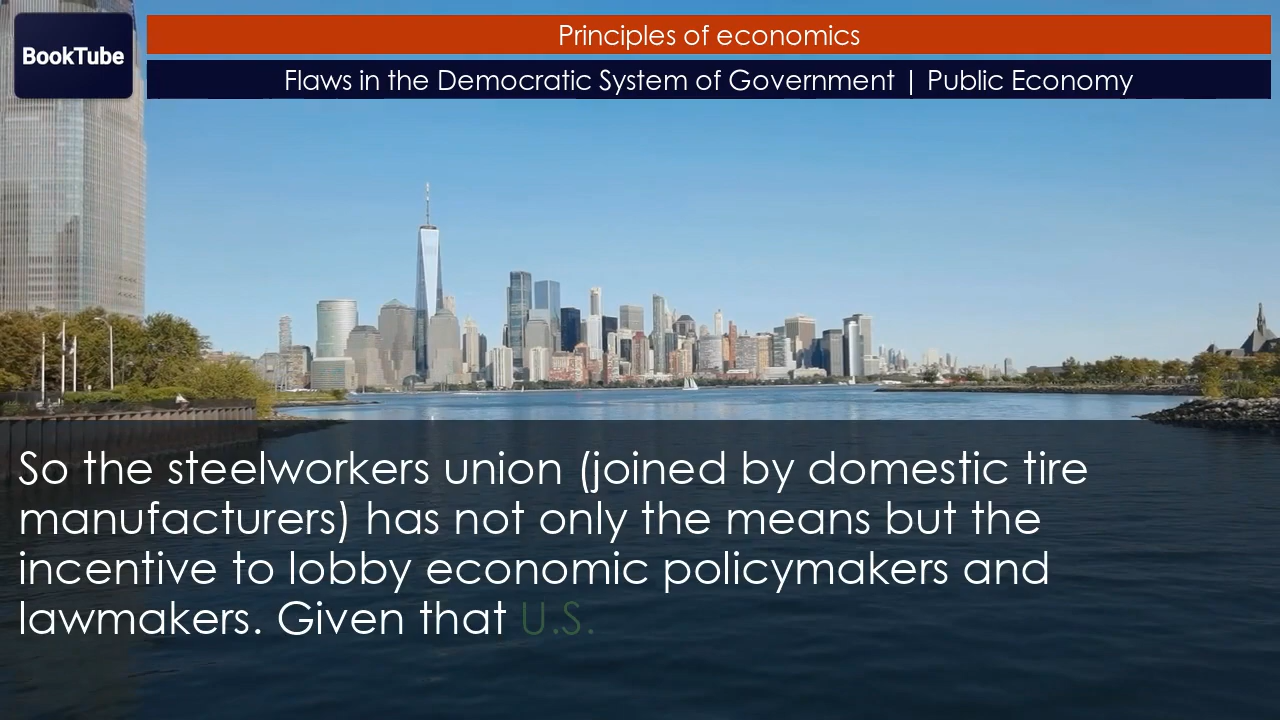 BookTube
Principles of economics
Flaws in the Democratic System of Government | Public Economy
So the steelworkers union (joined by domestic tire
manufacturers) has not only the means but the
incentive to lobby economic policymakers and
lawmakers. Given that U.S.